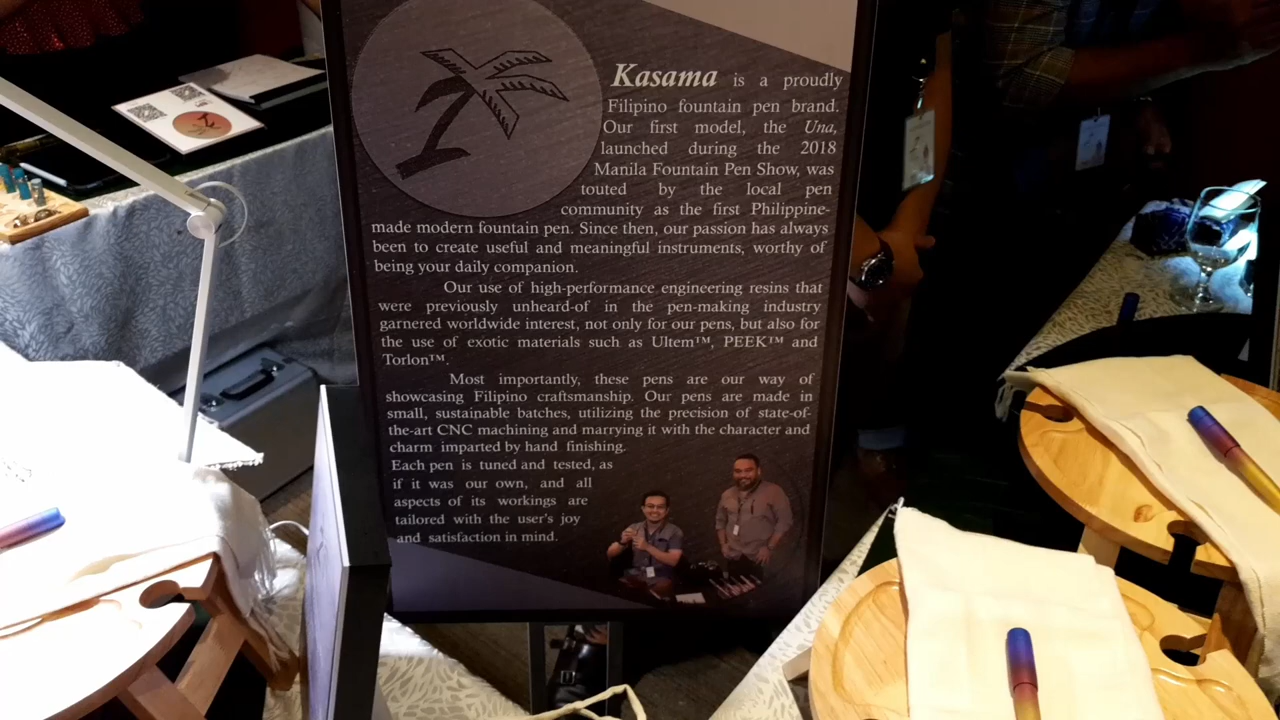 Kasama is a proudly
Filipino fountain pen brand.
Our first model, the Una,
launched during the 2018
Manila Fountain Pen Show, was
touted by the local pen
community as the first Philippine-
made modern fountain pen. Since then, our passion has always
been to create useful and meaningful instruments, worthy of
being your daily companion.
Our use of high-performance engineering resins that
were previously unheard-of in the pen-making industry
garnered worldwide interest, not only for our pens, but also for
the use of exotic materials such as Ultem™, PEEK™ and
Torlon™.
Most importantly, these pens are our way of
showcasing Filipino craftsmanship. Our pens are made in
small, sustainable batches, utilizing the precision of state-of-
the-art CNC machining and marrying it with the character and
charm imparted by hand finishing.
Each pen is tuned and tested, as
if it was our own, and all
aspects of its workings are
tailored with the user's joy
and satisfaction in mind.